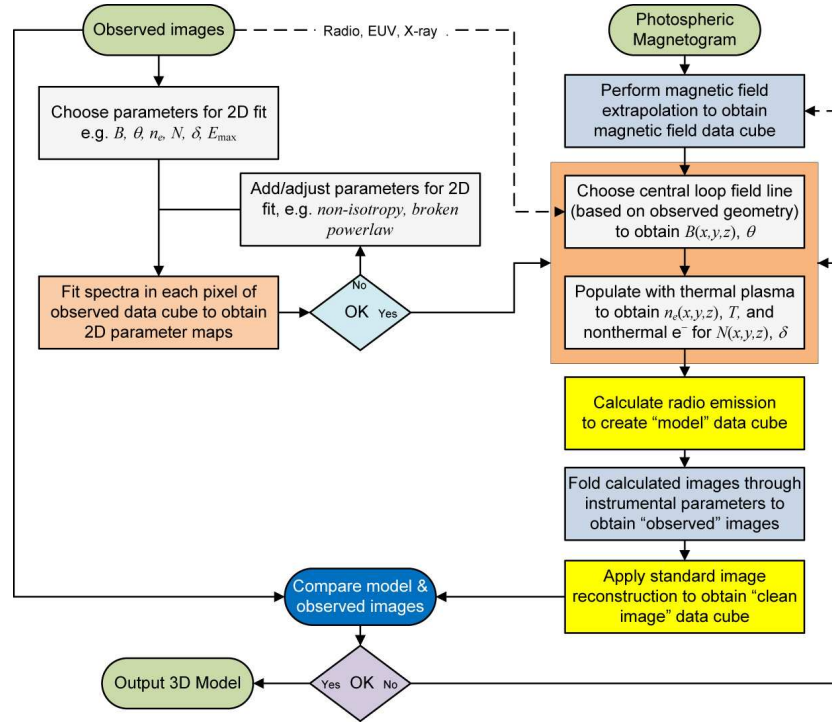 Observed images
Radio, EUV, X-ray .
Photospheric
Magnetogram
Choose parameters for 2D fit
e.g. B, θ, nₑ, N, δ, Eₘₐₓ
Perform magnetic field
extrapolation to obtain
magnetic field data cube
Add/adjust parameters for 2D
fit, e.g. non-isotropy, broken
powerlaw
Choose central loop field line
(based on observed geometry)
to obtain B(x,y,z), θ
Fit spectra in each pixel of
observed data cube to obtain
2D parameter maps
No
OK Yes
Populate with thermal plasma
to obtain nₑ(x,y,z), T, and
nonthermal e⁻ for N(x,y,z), δ
Calculate radio emission
to create “model” data cube
Fold calculated images through
instrumental parameters to
obtain “observed” images
Compare model &
observed images
Apply standard image
reconstruction to obtain “clean
image” data cube
Output 3D Model
Yes OK No